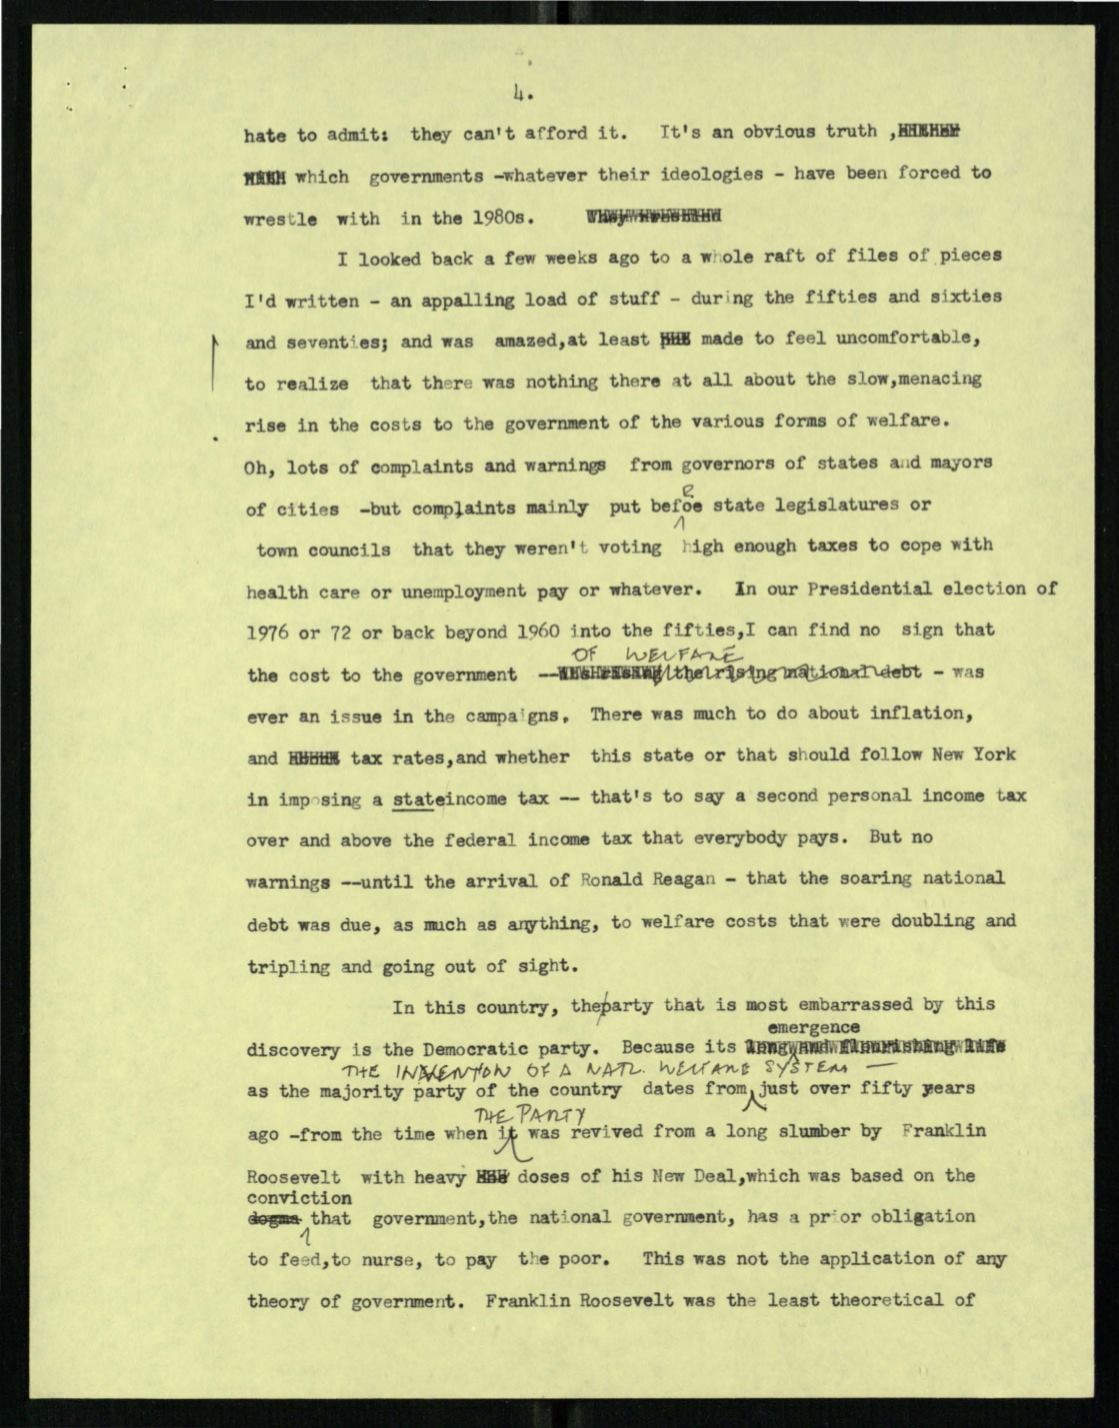 4.
hate to admit: they can't afford it. It's an obvious truth ,
which governments -whatever their ideologies - have been forced to
wrestle with in the 1980s.
I looked back a few weeks ago to a whole raft of files of pieces
I'd written - an appalling load of stuff - during the fifties and sixties
and seventies; and was amazed,at least made to feel uncomfortable,
to realize that there was nothing there at all about the slow,menacing
rise in the costs to the government of the various forms of welfare.
Oh, lots of complaints and warnings from governors of states and mayors
R
of cities -but complaints mainly put befoe state legislatures or
town councils that they weren't voting high enough taxes to cope with
health care or unemployment pay or whatever. In our Presidential election of
1976 or 72 or back beyond 1960 into the fifties,I can find no sign that
OF WELFARE
the cost to the government -- the rising national debt - was
ever an issue in the campaigns. There was much to do about inflation,
and tax rates,and whether this state or that should follow New York
in imposing a stateincome tax -- that's to say a second personal income tax
over and above the federal income tax that everybody pays. But no
warnings --until the arrival of Ronald Reagan - that the soaring national
debt was due, as much as anything, to welfare costs that were doubling and
tripling and going out of sight.
In this country, the/party that is most embarrassed by this
emergence
discovery is the Democratic party. Because its long and flourishing life
THE INVENTION OF A NATL. WELFARE SYSTEM —
as the majority party of the country dates from, just over fifty years
THE PARTY
ago -from the time when it was revived from a long slumber by Franklin
Roosevelt with heavy doses of his New Deal,which was based on the
conviction
dogma that government,the national government, has a prior obligation
to feed,to nurse, to pay the poor. This was not the application of any
theory of government. Franklin Roosevelt was the least theoretical of